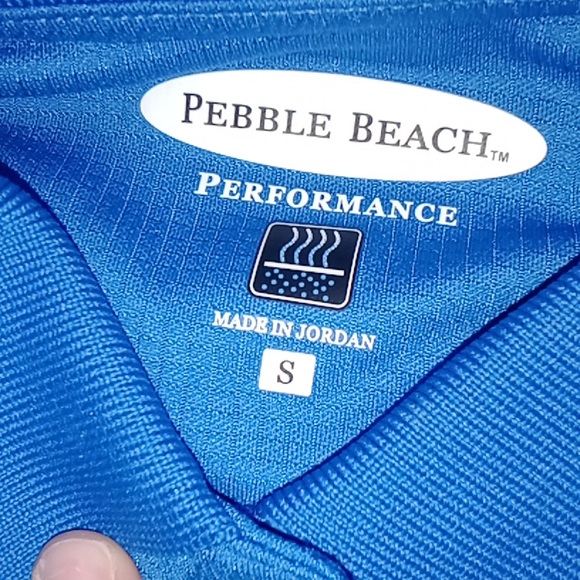 PEBBLE BEACH™
PERFORMANCE
MADE IN JORDAN
S